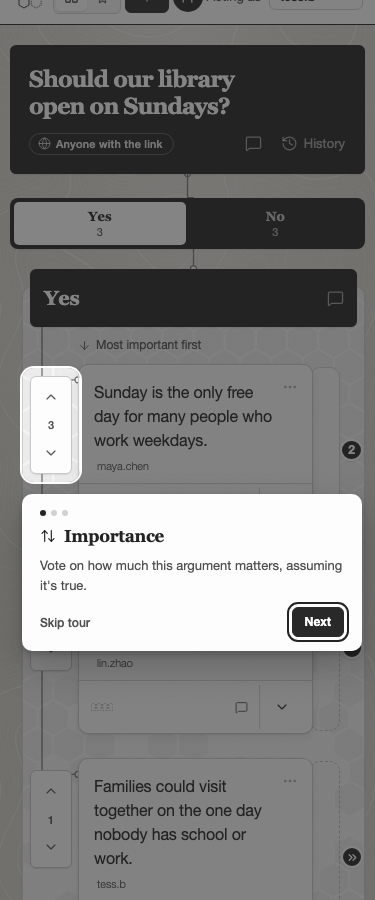 Should our library
open on Sundays?
Anyone with the link
History
Yes
3
No
3
Yes
Most important first
3
Sunday is the only free
day for many people who
work weekdays.
maya.chen
2
Importance
Vote on how much this argument matters, assuming
it's true.
Skip tour
Next
lin.zhao
1
Families could visit
together on the one day
nobody has school or
work.
tess.b